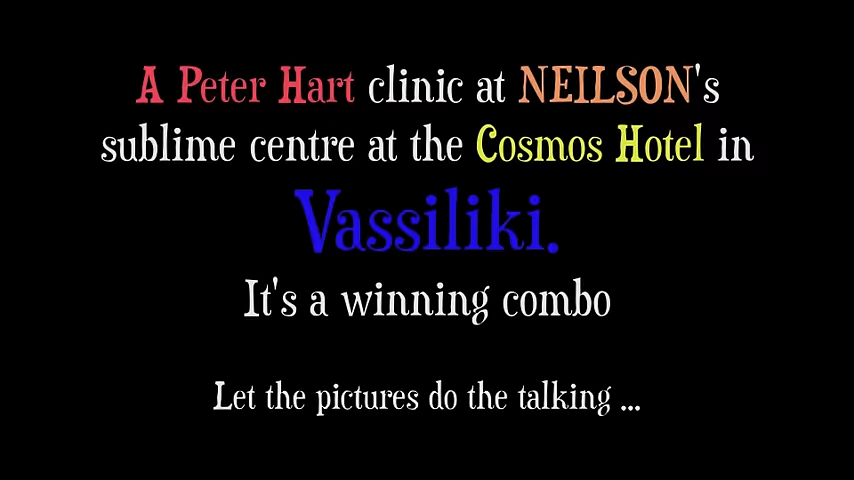 A Peter Hart clinic at NEILSON's
sublime centre at the Cosmos Hotel in
Vassiliki.
It's a winning combo
Let the pictures do the talking ...